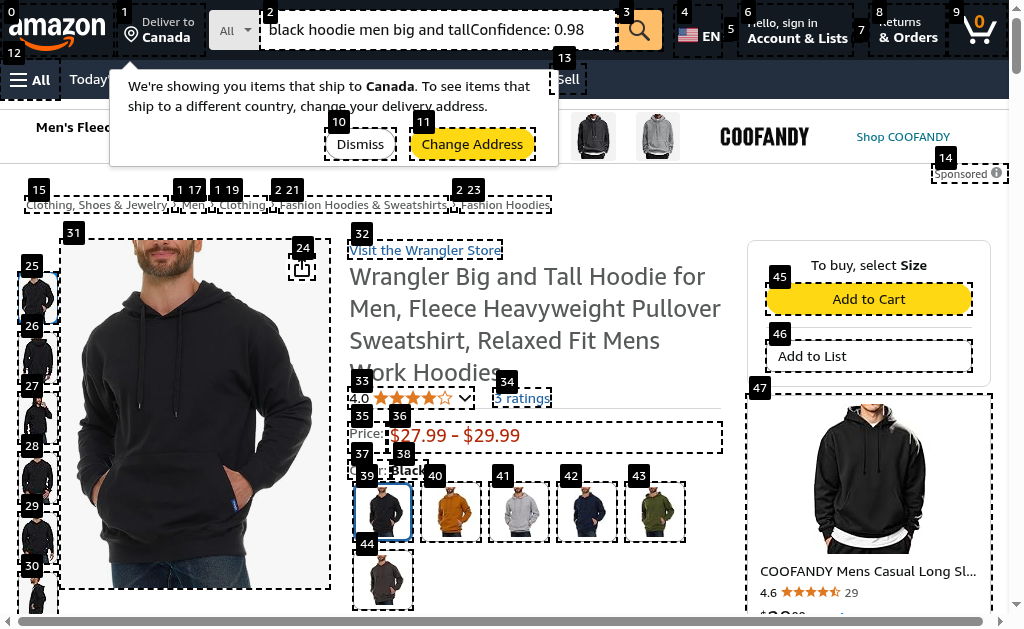 0 1 2 3 4 5 6 7 8 9
amazon
Deliver to
Canada
All
black hoodie men big and tallConfidence: 0.98
EN
Hello, sign in
Account & Lists
Returns
& Orders
0
12
13
All
Today'
Sell
We're showing you items that ship to Canada. To see items that
ship to a different country, change your delivery address.
10 11
Dismiss
Change Address
Men's Fleec
COOFANDY
Shop COOFANDY
14
Sponsored
15 1 17 1 19 2 21 2 23
Clothing, Shoes & Jewelry › Men › Clothing › Fashion Hoodies & Sweatshirts › Fashion Hoodies
31
24
25
26
27
28
29
30
32
Visit the Wrangler Store
Wrangler Big and Tall Hoodie for
Men, Fleece Heavyweight Pullover
Sweatshirt, Relaxed Fit Mens
Work Hoodies
33 34
4.0
3 ratings
35 36
Price:
$27.99 - $29.99
37 38
Black
39 40 41 42 43
44
To buy, select Size
45
Add to Cart
46
Add to List
47
COOFANDY Mens Casual Long Sl...
4.6
29